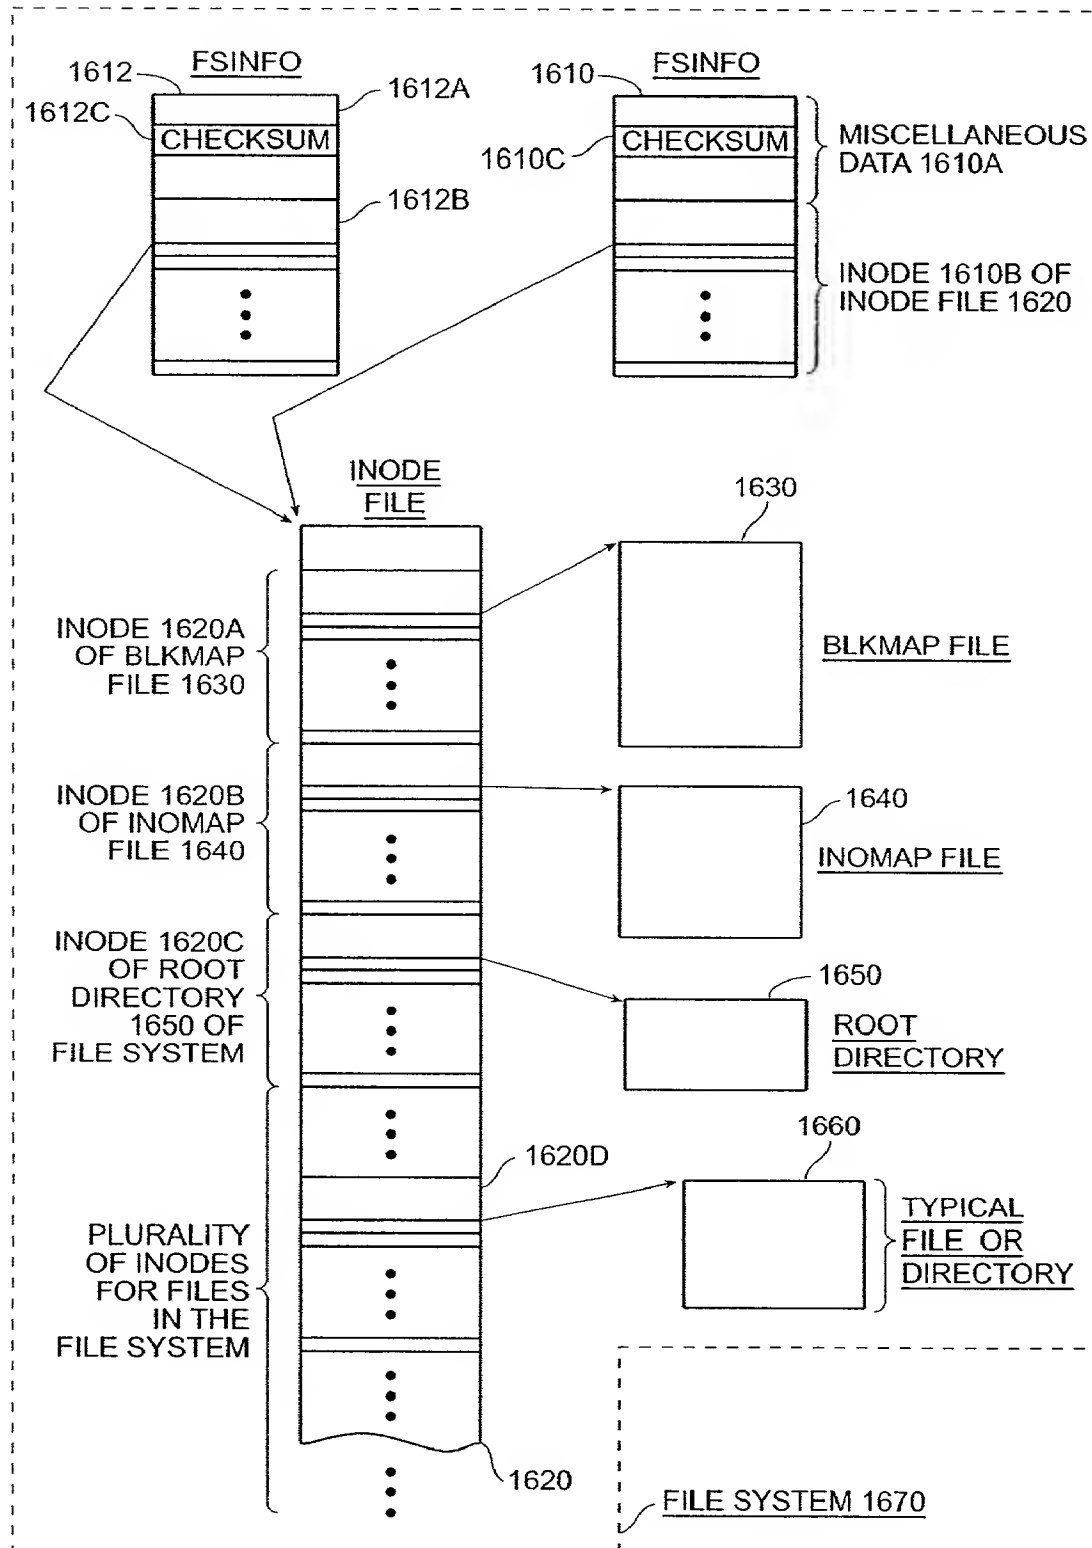 FSINFO
1612
1612A
1612C
CHECKSUM
1612B
FSINFO
1610
CHECKSUM
1610C
MISCELLANEOUS
DATA 1610A
INODE 1610B OF
INODE FILE 1620
INODE
FILE
1630
INODE 1620A
OF BLKMAP
FILE 1630
BLKMAP FILE
INODE 1620B
OF INOMAP
FILE 1640
1640
INOMAP FILE
INODE 1620C
OF ROOT
DIRECTORY
1650 OF
FILE SYSTEM
1650
ROOT
DIRECTORY
1620D
1660
PLURALITY
OF INODES
FOR FILES
IN THE
FILE SYSTEM
TYPICAL
FILE OR
DIRECTORY
1620
FILE SYSTEM 1670